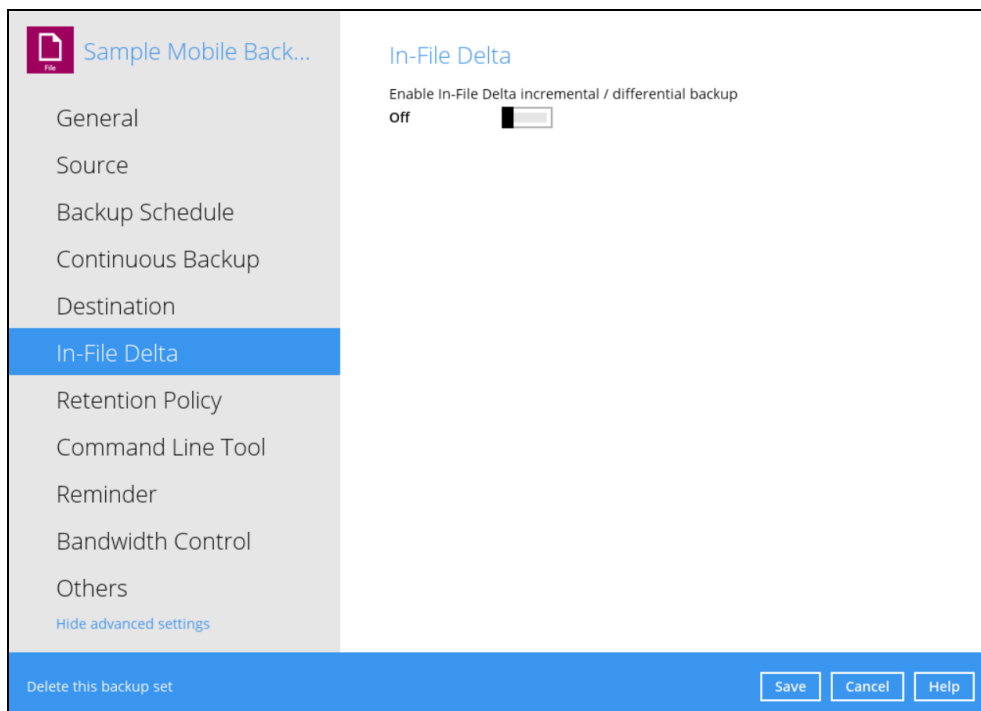 File
Sample Mobile Back...
General
Source
Backup Schedule
Continuous Backup
Destination
In-File Delta
Retention Policy
Command Line Tool
Reminder
Bandwidth Control
Others
Hide advanced settings
In-File Delta
Enable In-File Delta incremental / differential backup
Off
Delete this backup set
Save
Cancel
Help